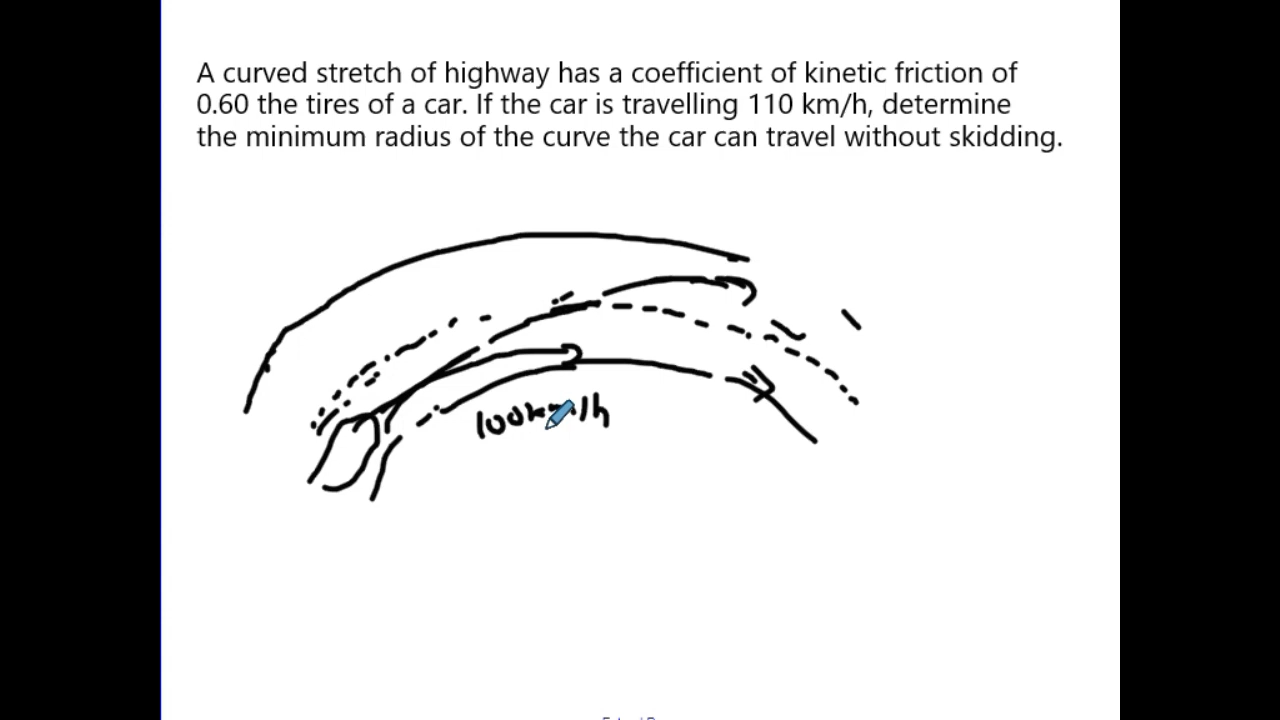 A curved stretch of highway has a coefficient of kinetic friction of
0.60 the tires of a car. If the car is travelling 110 km/h, determine
the minimum radius of the curve the car can travel without skidding.
100km/h